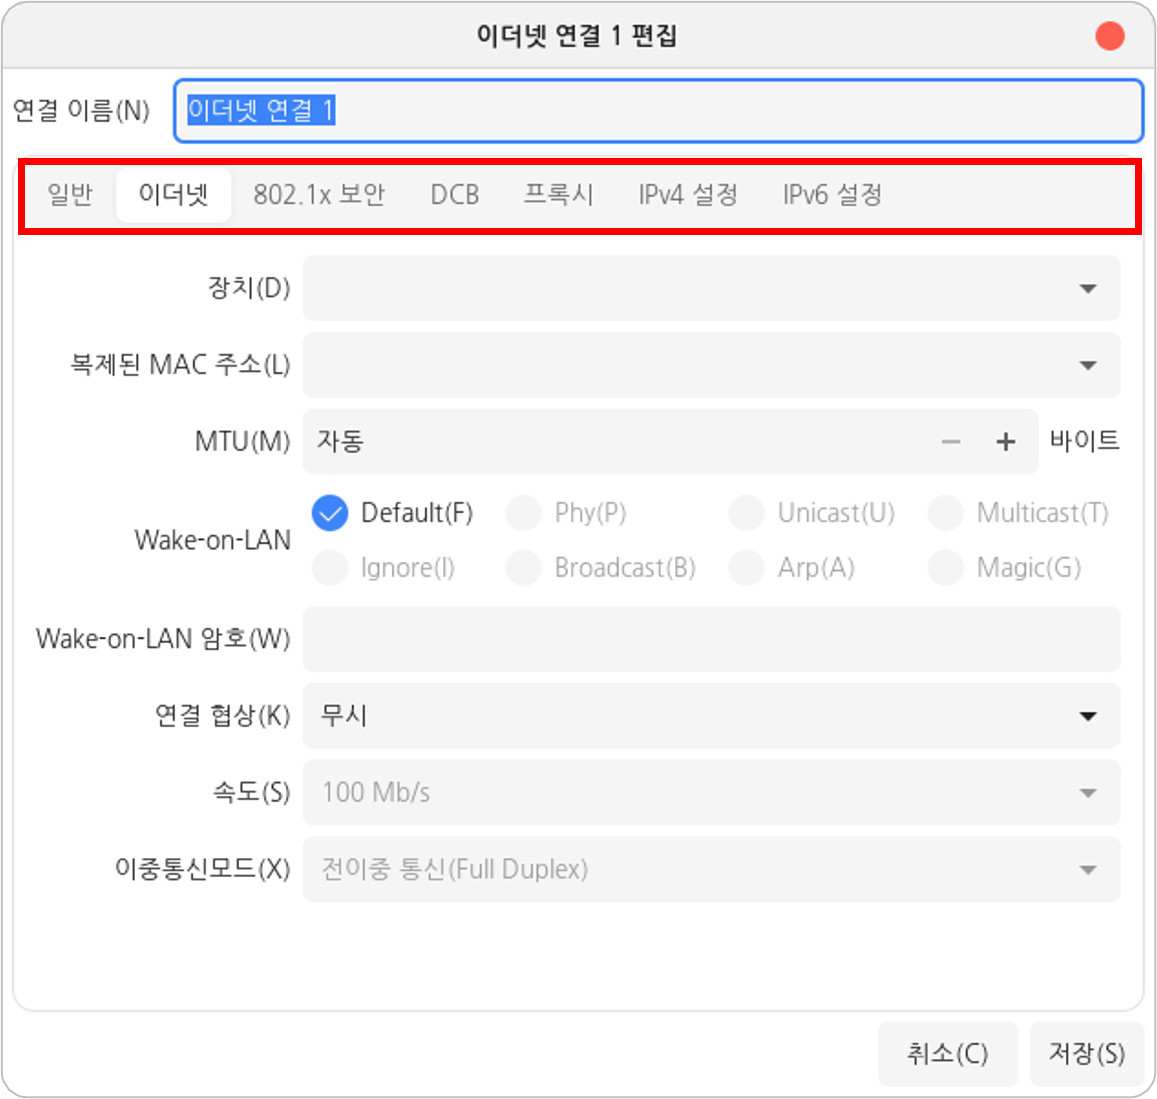 이더넷 연결 1 편집
연결 이름(N) 이더넷 연결 1
일반 이더넷 802.1x 보안 DCB 프록시 IPv4 설정 IPv6 설정
장치(D)
복제된 MAC 주소(L)
MTU(M) 자동 − + 바이트
Default(F) Phy(P) Unicast(U) Multicast(T)
Wake-on-LAN
Ignore(I) Broadcast(B) Arp(A) Magic(G)
Wake-on-LAN 암호(W)
연결 협상(K) 무시
속도(S) 100 Mb/s
이중통신모드(X) 전이중 통신(Full Duplex)
취소(C) 저장(S)